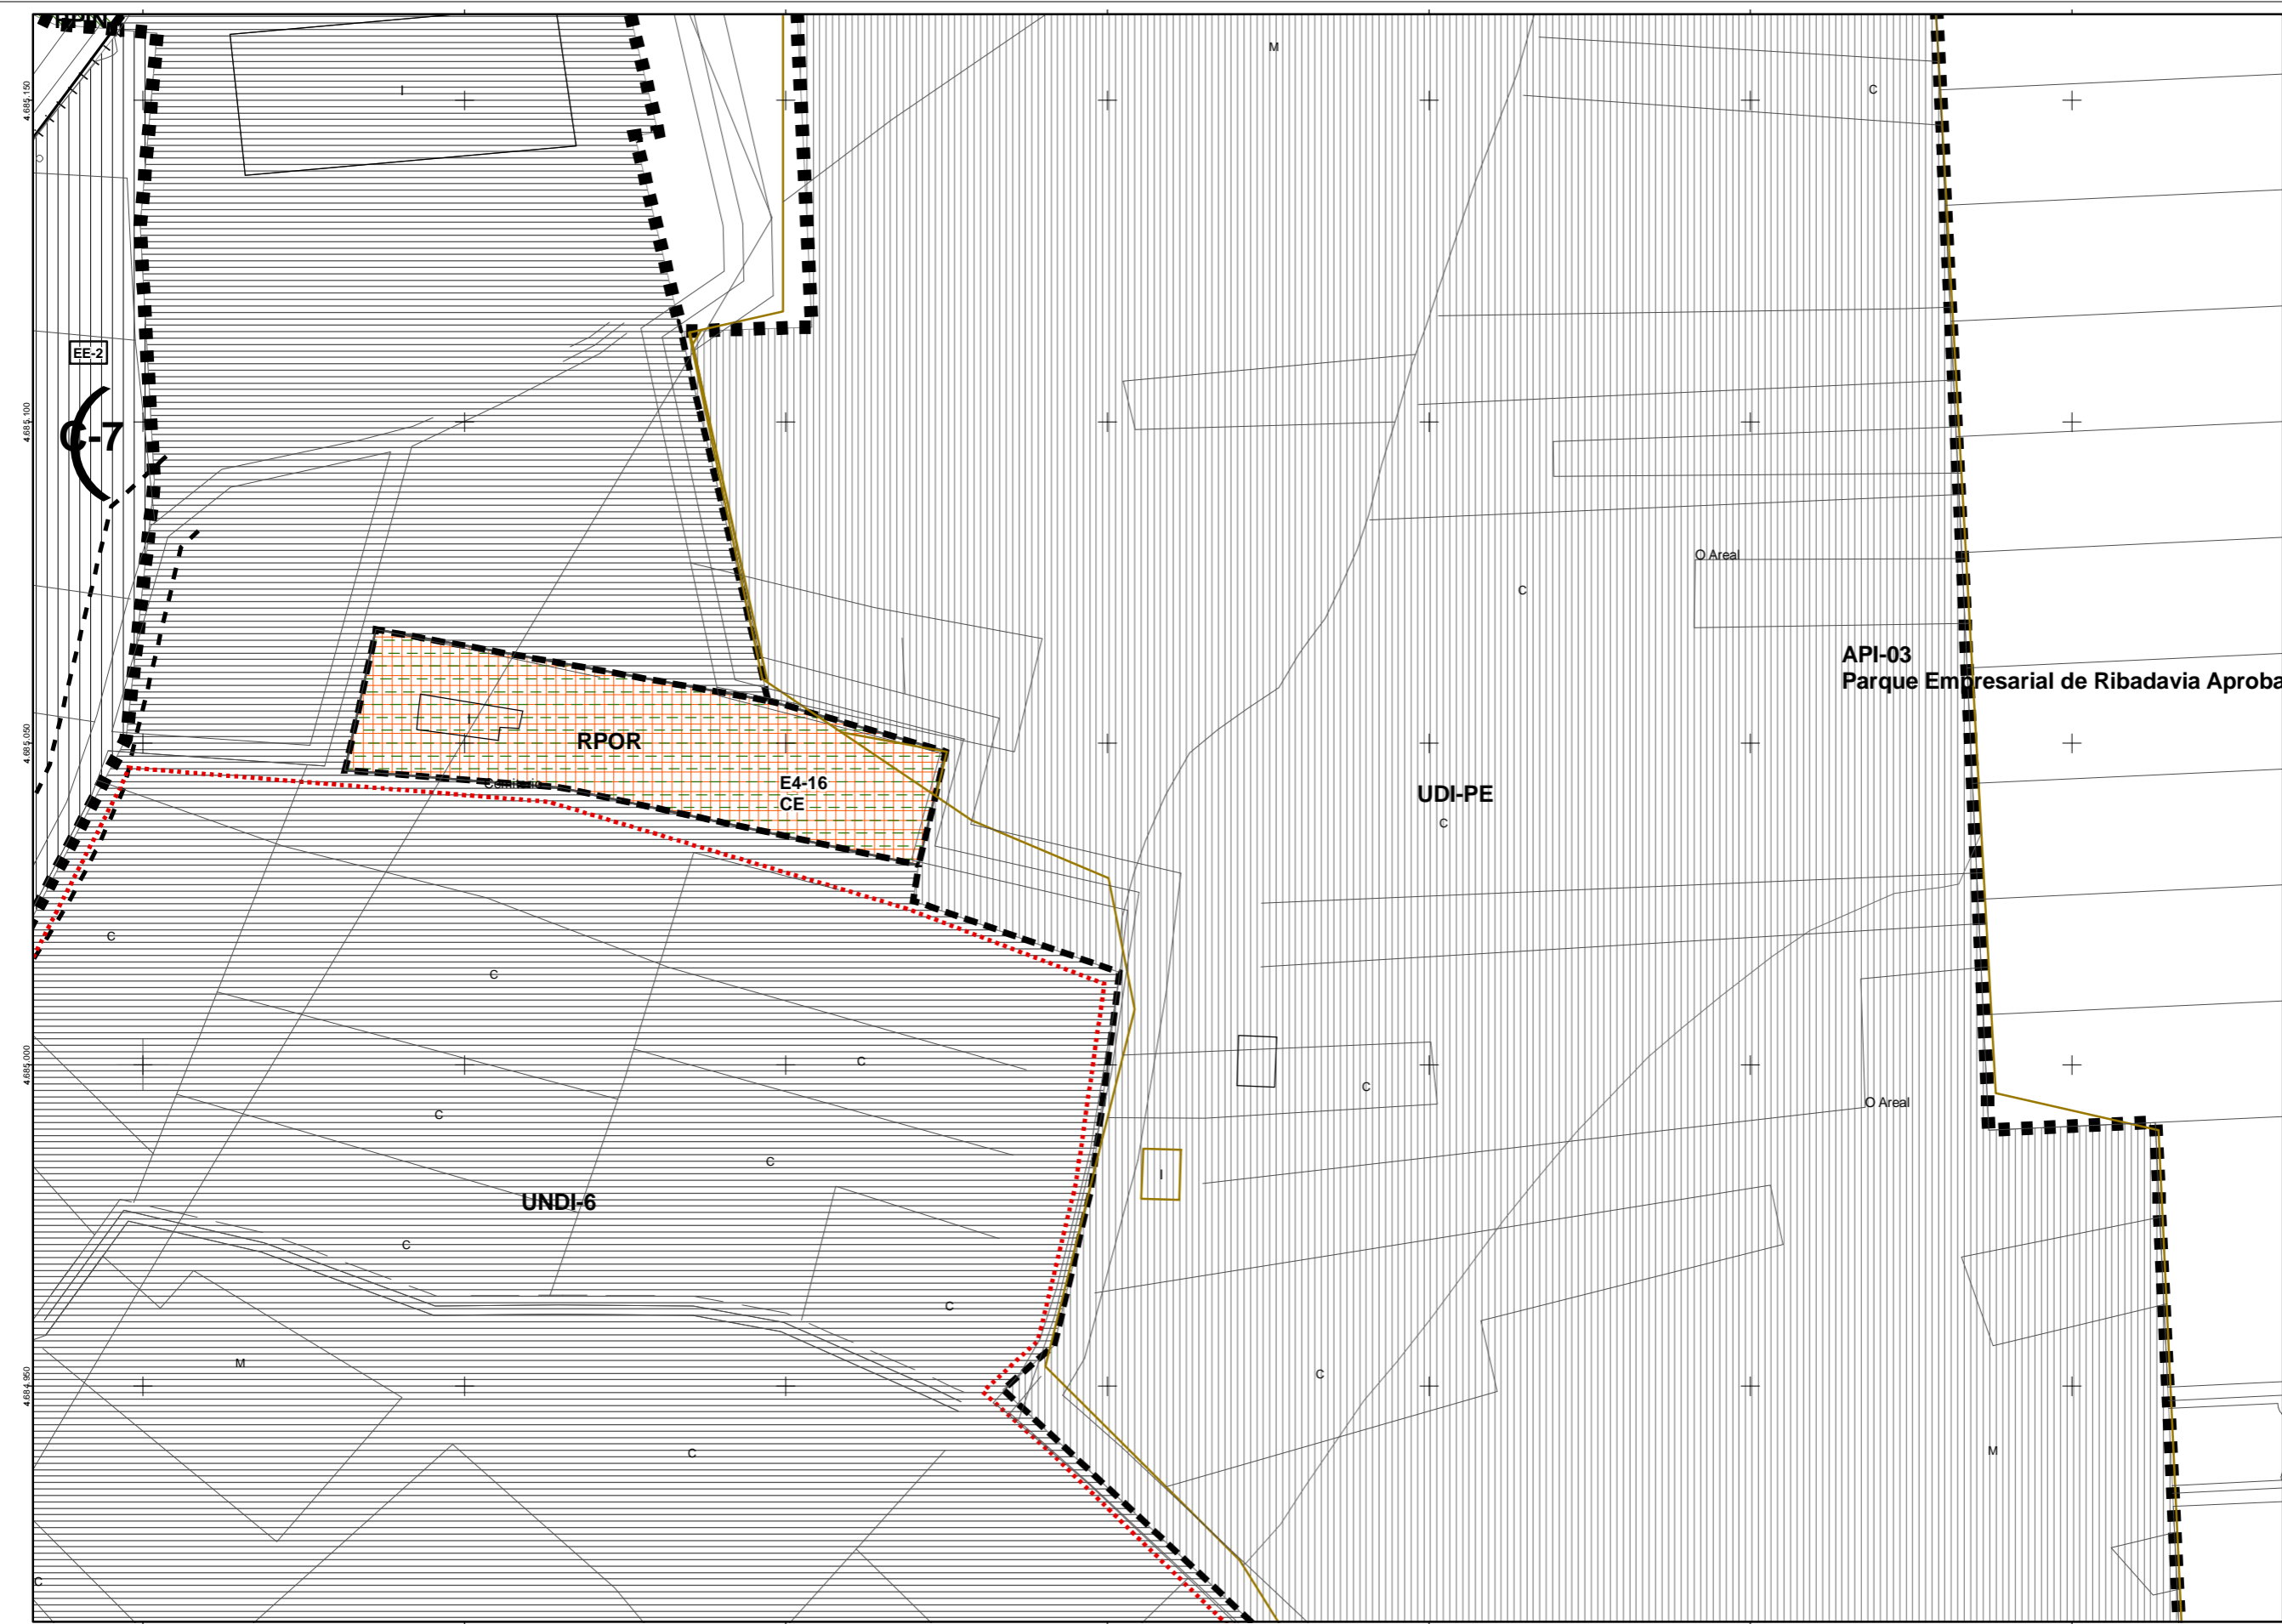 M
C
I
4.685.150
EE-2
4.685.100
C-7
O Areal
C
API-03
Parque Empresarial de Ribadavia Aproba
I
RPOR
4.685.050
E4-16
CE
UDI-PE
C
C
C
4.685.000
C
C
C
O Areal
C
I
UNDI-6
C
C
M
C
4.684.950
C
M
C